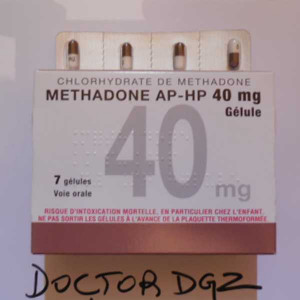 CHLORHYDRATE DE METHADONE
METHADONE AP-HP 40 mg
Gélule
40 mg
7 gélules
Voie orale
RISQUE D'INTOXICATION MORTELLE, EN PARTICULIER CHEZ L'ENFANT.
NE PAS SORTIR LES GÉLULES À L'AVANCE DE LA PLAQUETTE THERMOFORMÉE.
DOCTOR DGZ